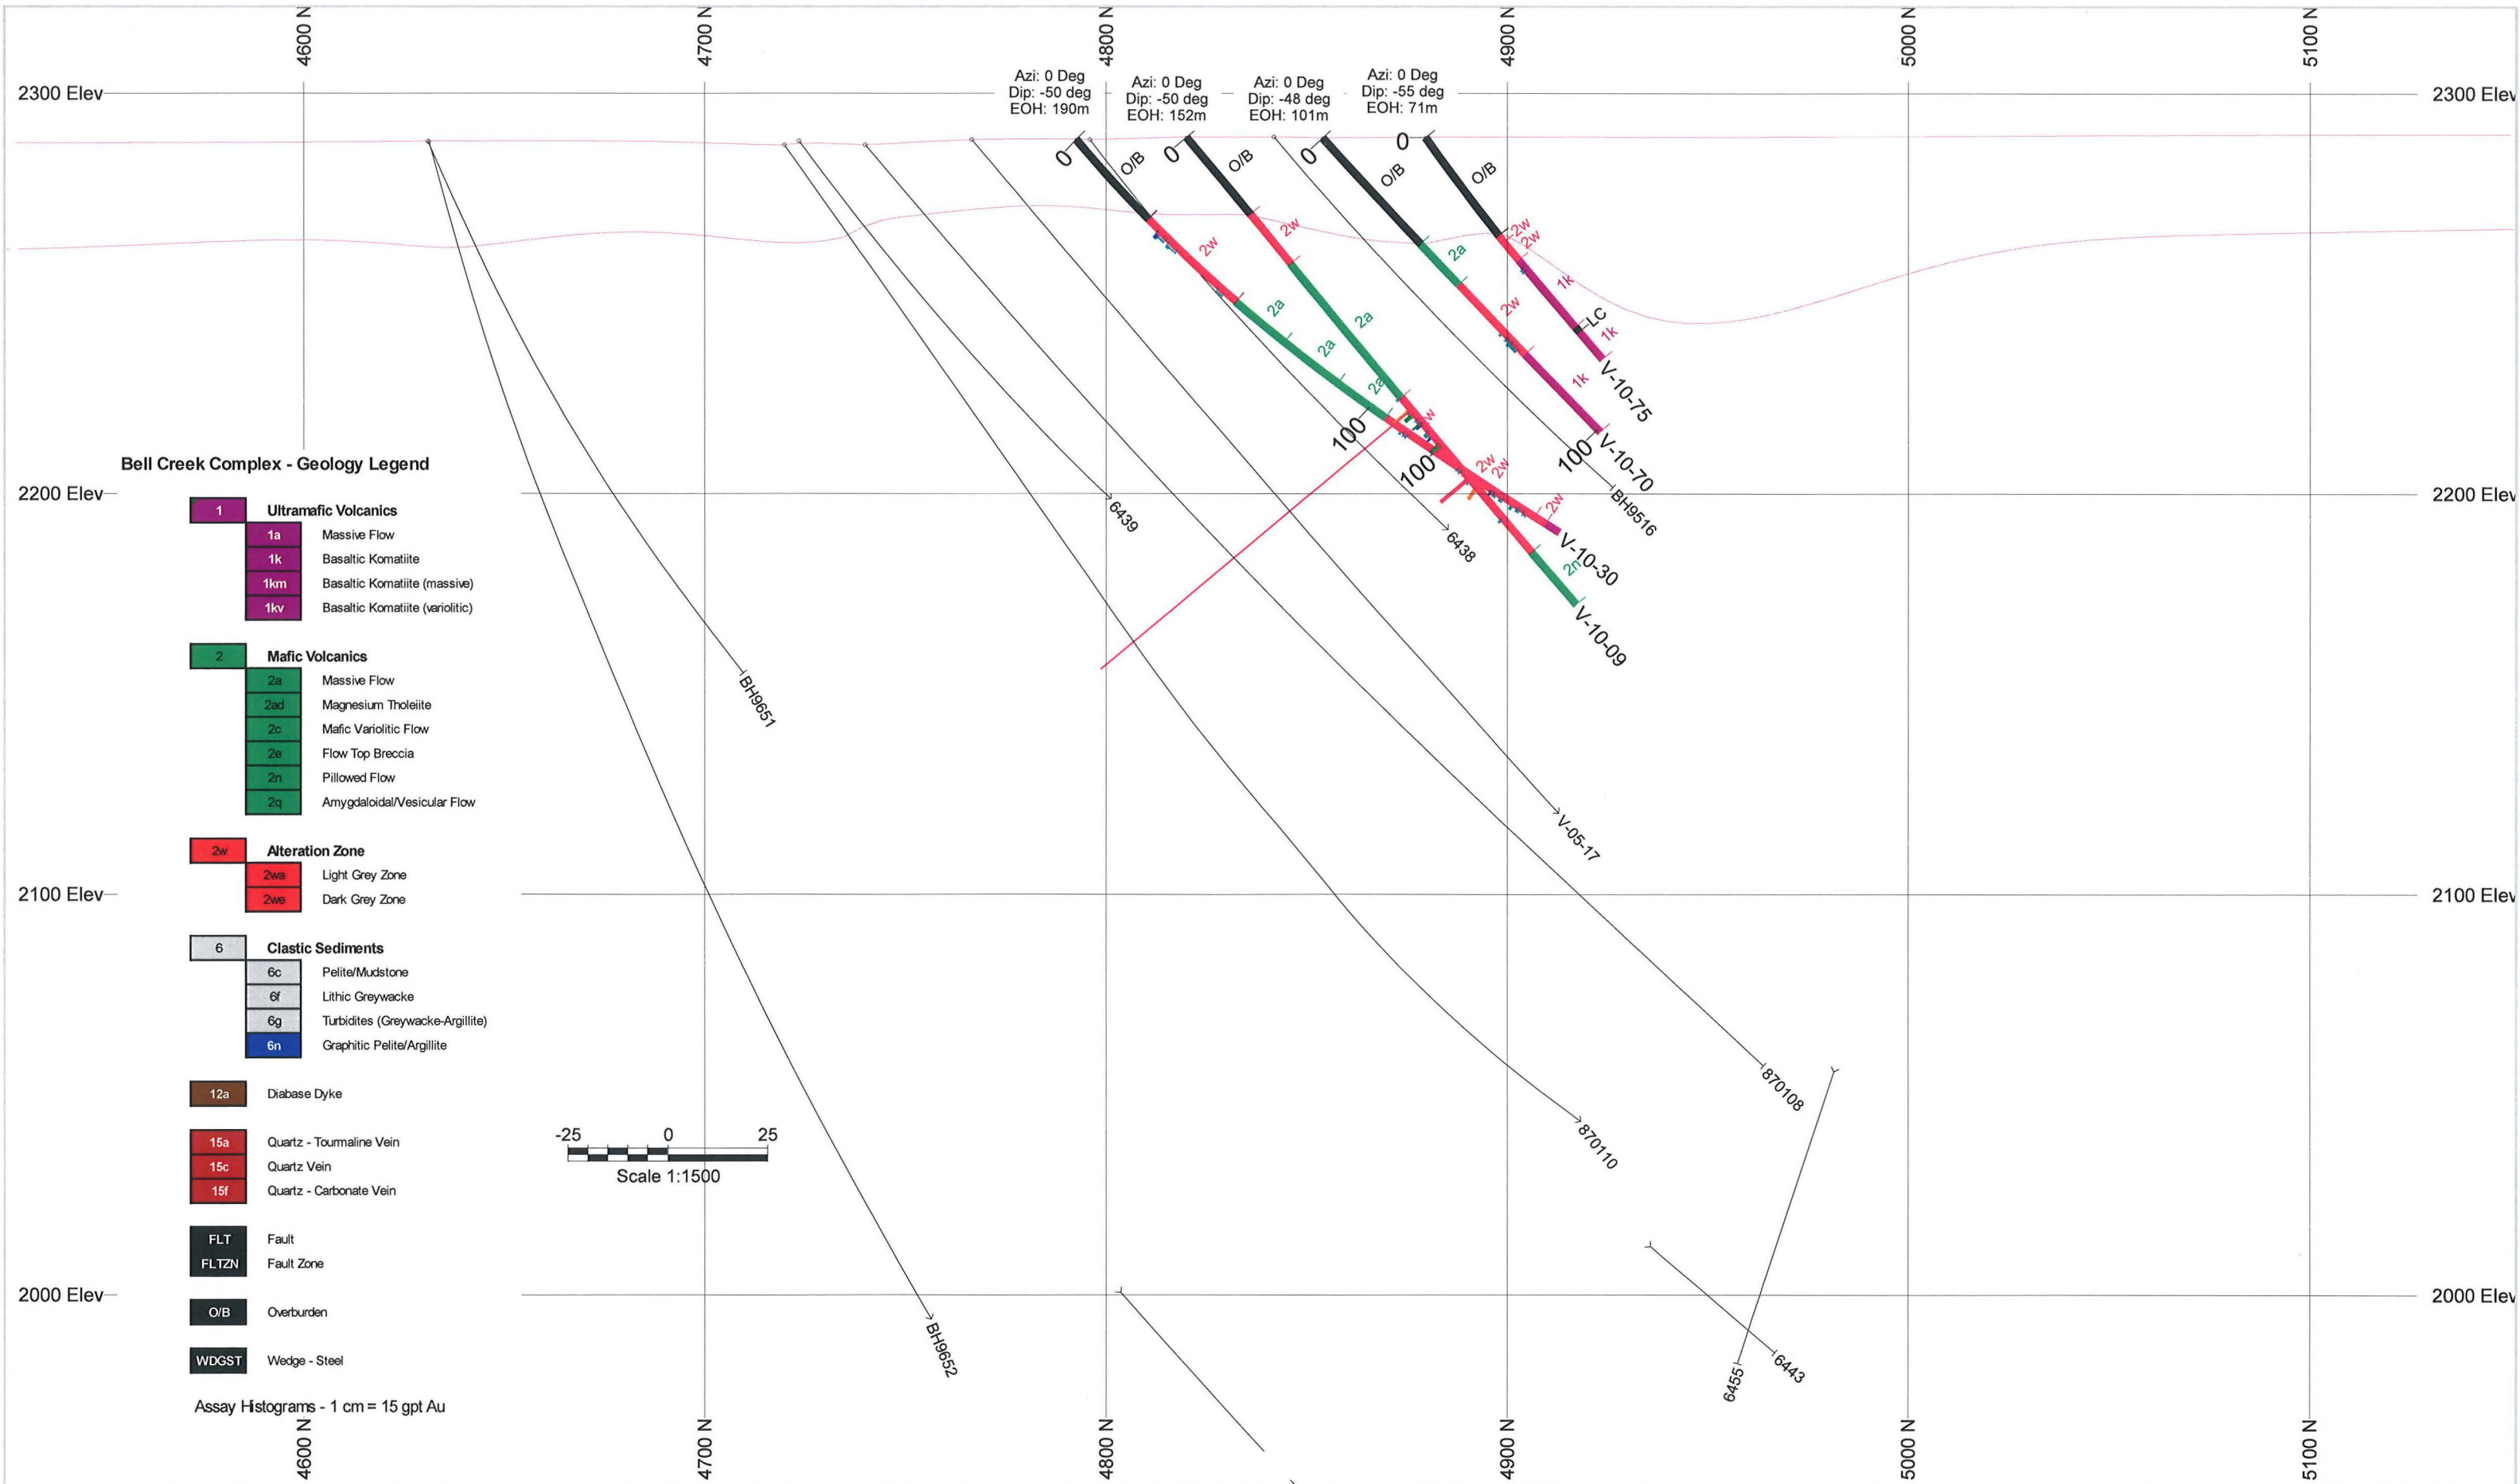 4600 N
4700 N
4800 N
4900 N
5000 N
5100 N
2300 Elev
2300 Elev
Azi: 0 Deg
Dip: -50 deg
EOH: 190m
Azi: 0 Deg
Dip: -50 deg
EOH: 152m
Azi: 0 Deg
Dip: -48 deg
EOH: 101m
Azi: 0 Deg
Dip: -55 deg
EOH: 71m
0
O/B
0
O/B
0
O/B
0
O/B
2w
2w
2a
2w
2w
2a
2a
2w
1k
2a
2a
LC
1k
2a
1k
V-10-75
2w
100
100
100
V-10-70
2w
2w
2w
BH9516
V-10-30
2n
V-10-09
6439
6438
BH9651
V-05-17
870108
870110
BH9652
6443
6455
2200 Elev
2200 Elev
2100 Elev
2100 Elev
2000 Elev
2000 Elev
Bell Creek Complex - Geology Legend
1 Ultramafic Volcanics
1a Massive Flow
1k Basaltic Komatiite
1km Basaltic Komatiite (massive)
1kv Basaltic Komatiite (variolitic)
2 Mafic Volcanics
2a Massive Flow
2ad Magnesium Tholeiite
2c Mafic Variolitic Flow
2e Flow Top Breccia
2n Pillowed Flow
2q Amygdaloidal/Vesicular Flow
2w Alteration Zone
2wa Light Grey Zone
2we Dark Grey Zone
6 Clastic Sediments
6c Pelite/Mudstone
6f Lithic Greywacke
6g Turbidites (Greywacke-Argillite)
6n Graphitic Pelite/Argillite
12a Diabase Dyke
15a Quartz - Tourmaline Vein
15c Quartz Vein
15f Quartz - Carbonate Vein
FLT Fault
FLTZN Fault Zone
O/B Overburden
WDGST Wedge - Steel
Assay Histograms - 1 cm = 15 gpt Au
-25 0 25
Scale 1:1500
4600 N
4700 N
4800 N
4900 N
5000 N
5100 N